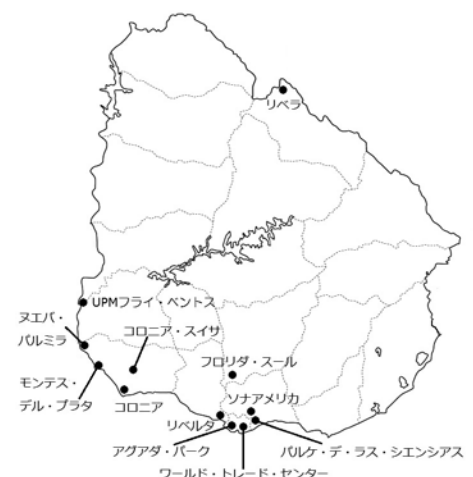 リベラ
UPMフライ・ベントス
ヌエバ・
パルミラ
コロニア・スイサ
モンテス・
デル・プラタ
コロニア
フロリダ・スール
ソナアメリカ
リベルタ
アグアダ・パーク
パルケ・デ・ラス・シエンシアス
ワールド・トレード・センター